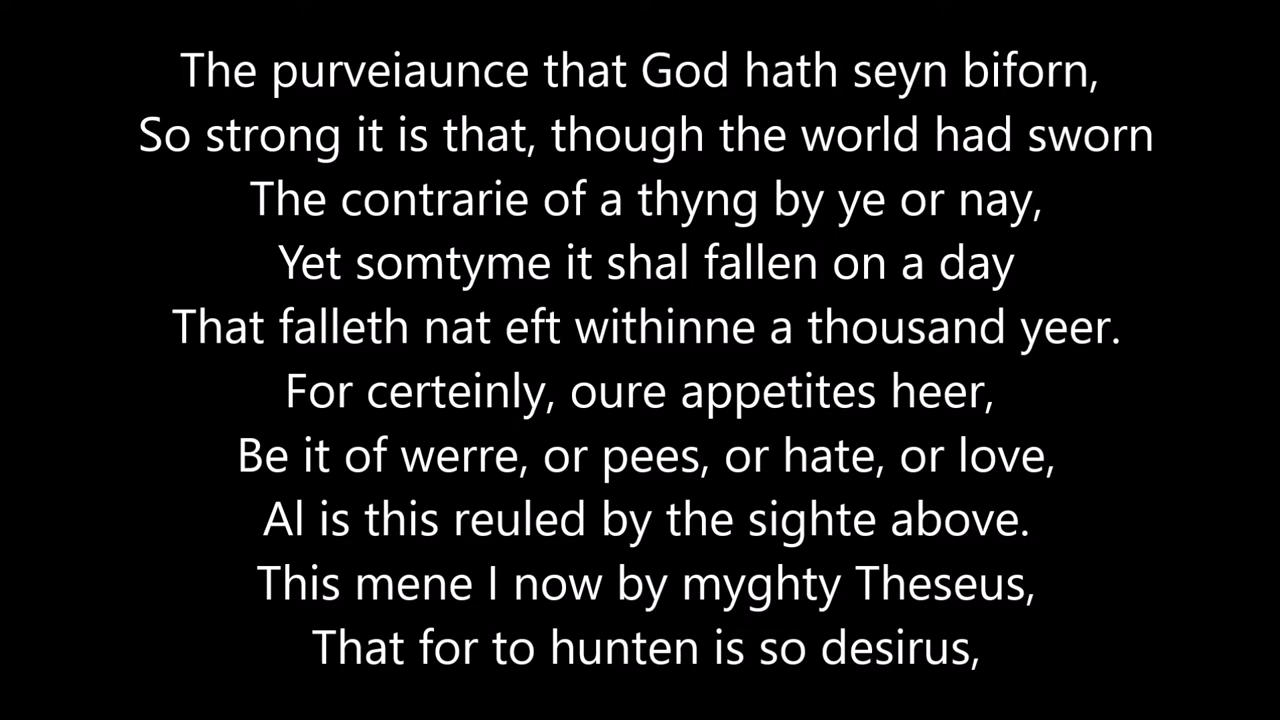 The purveiaunce that God hath seyn biforn,
So strong it is that, though the world had sworn
The contrarie of a thyng by ye or nay,
Yet somtyme it shal fallen on a day
That falleth nat eft withinne a thousand yeer.
For certeinly, oure appetites heer,
Be it of werre, or pees, or hate, or love,
Al is this reuled by the sighte above.
This mene I now by myghty Theseus,
That for to hunten is so desirus,